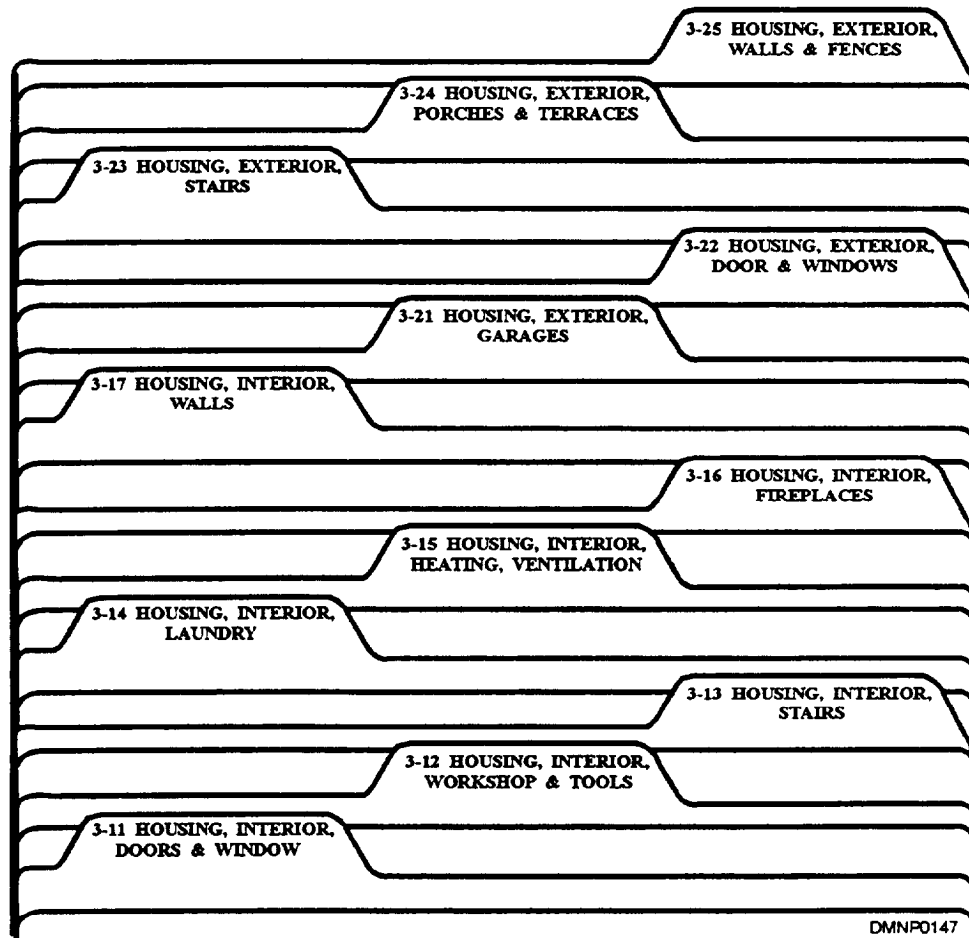 3-25 HOUSING, EXTERIOR,
WALLS & FENCES
3-24 HOUSING, EXTERIOR,
PORCHES & TERRACES
3-23 HOUSING, EXTERIOR,
STAIRS
3-22 HOUSING, EXTERIOR,
DOOR & WINDOWS
3-21 HOUSING, EXTERIOR,
GARAGES
3-17 HOUSING, INTERIOR,
WALLS
3-16 HOUSING, INTERIOR,
FIREPLACES
3-15 HOUSING, INTERIOR,
HEATING, VENTILATION
3-14 HOUSING, INTERIOR,
LAUNDRY
3-13 HOUSING, INTERIOR,
STAIRS
3-12 HOUSING, INTERIOR,
WORKSHOP & TOOLS
3-11 HOUSING, INTERIOR,
DOORS & WINDOW
DMNP0147